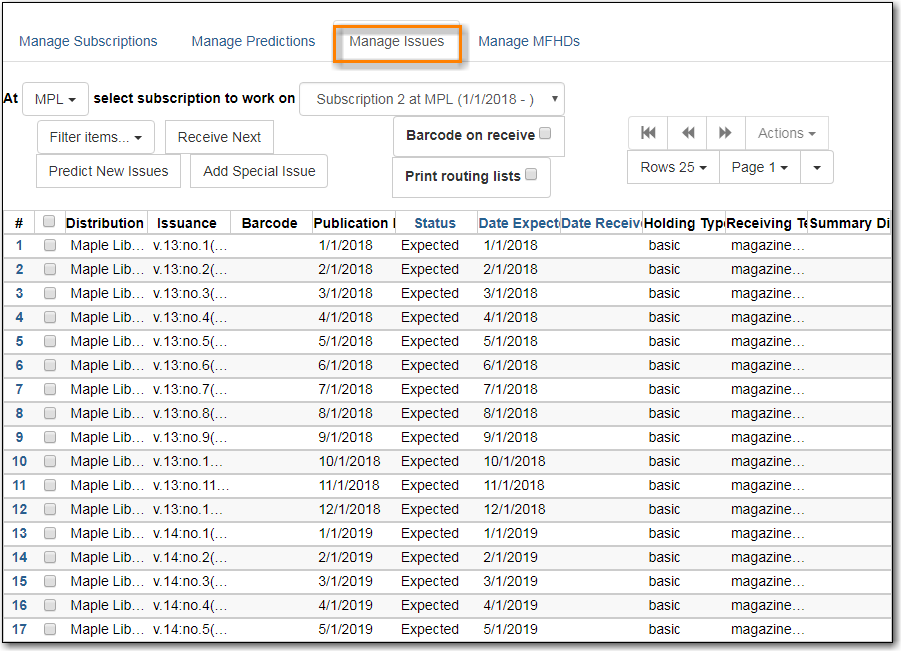 Manage Subscriptions Manage Predictions Manage Issues Manage MFHDs
At MPL select subscription to work on Subscription 2 at MPL (1/1/2018 - )
Filter items... Receive Next Barcode on receive Actions
Predict New Issues Add Special Issue Print routing lists Rows 25 Page 1
# Distribution Issuance Barcode Publication Status Date Expect Date Receiv Holding Typ Receiving Te Summary Di
1 Maple Lib... v.13:no.1(... 1/1/2018 Expected 1/1/2018 basic magazine...
2 Maple Lib... v.13:no.2(... 2/1/2018 Expected 2/1/2018 basic magazine...
3 Maple Lib... v.13:no.3(... 3/1/2018 Expected 3/1/2018 basic magazine...
4 Maple Lib... v.13:no.4(... 4/1/2018 Expected 4/1/2018 basic magazine...
5 Maple Lib... v.13:no.5(... 5/1/2018 Expected 5/1/2018 basic magazine...
6 Maple Lib... v.13:no.6(... 6/1/2018 Expected 6/1/2018 basic magazine...
7 Maple Lib... v.13:no.7(... 7/1/2018 Expected 7/1/2018 basic magazine...
8 Maple Lib... v.13:no.8(... 8/1/2018 Expected 8/1/2018 basic magazine...
9 Maple Lib... v.13:no.9(... 9/1/2018 Expected 9/1/2018 basic magazine...
10 Maple Lib... v.13:no.1... 10/1/2018 Expected 10/1/2018 basic magazine...
11 Maple Lib... v.13:no.11... 11/1/2018 Expected 11/1/2018 basic magazine...
12 Maple Lib... v.13:no.1... 12/1/2018 Expected 12/1/2018 basic magazine...
13 Maple Lib... v.14:no.1(... 1/1/2019 Expected 1/1/2019 basic magazine...
14 Maple Lib... v.14:no.2(... 2/1/2019 Expected 2/1/2019 basic magazine...
15 Maple Lib... v.14:no.3(... 3/1/2019 Expected 3/1/2019 basic magazine...
16 Maple Lib... v.14:no.4(... 4/1/2019 Expected 4/1/2019 basic magazine...
17 Maple Lib... v.14:no.5(... 5/1/2019 Expected 5/1/2019 basic magazine...